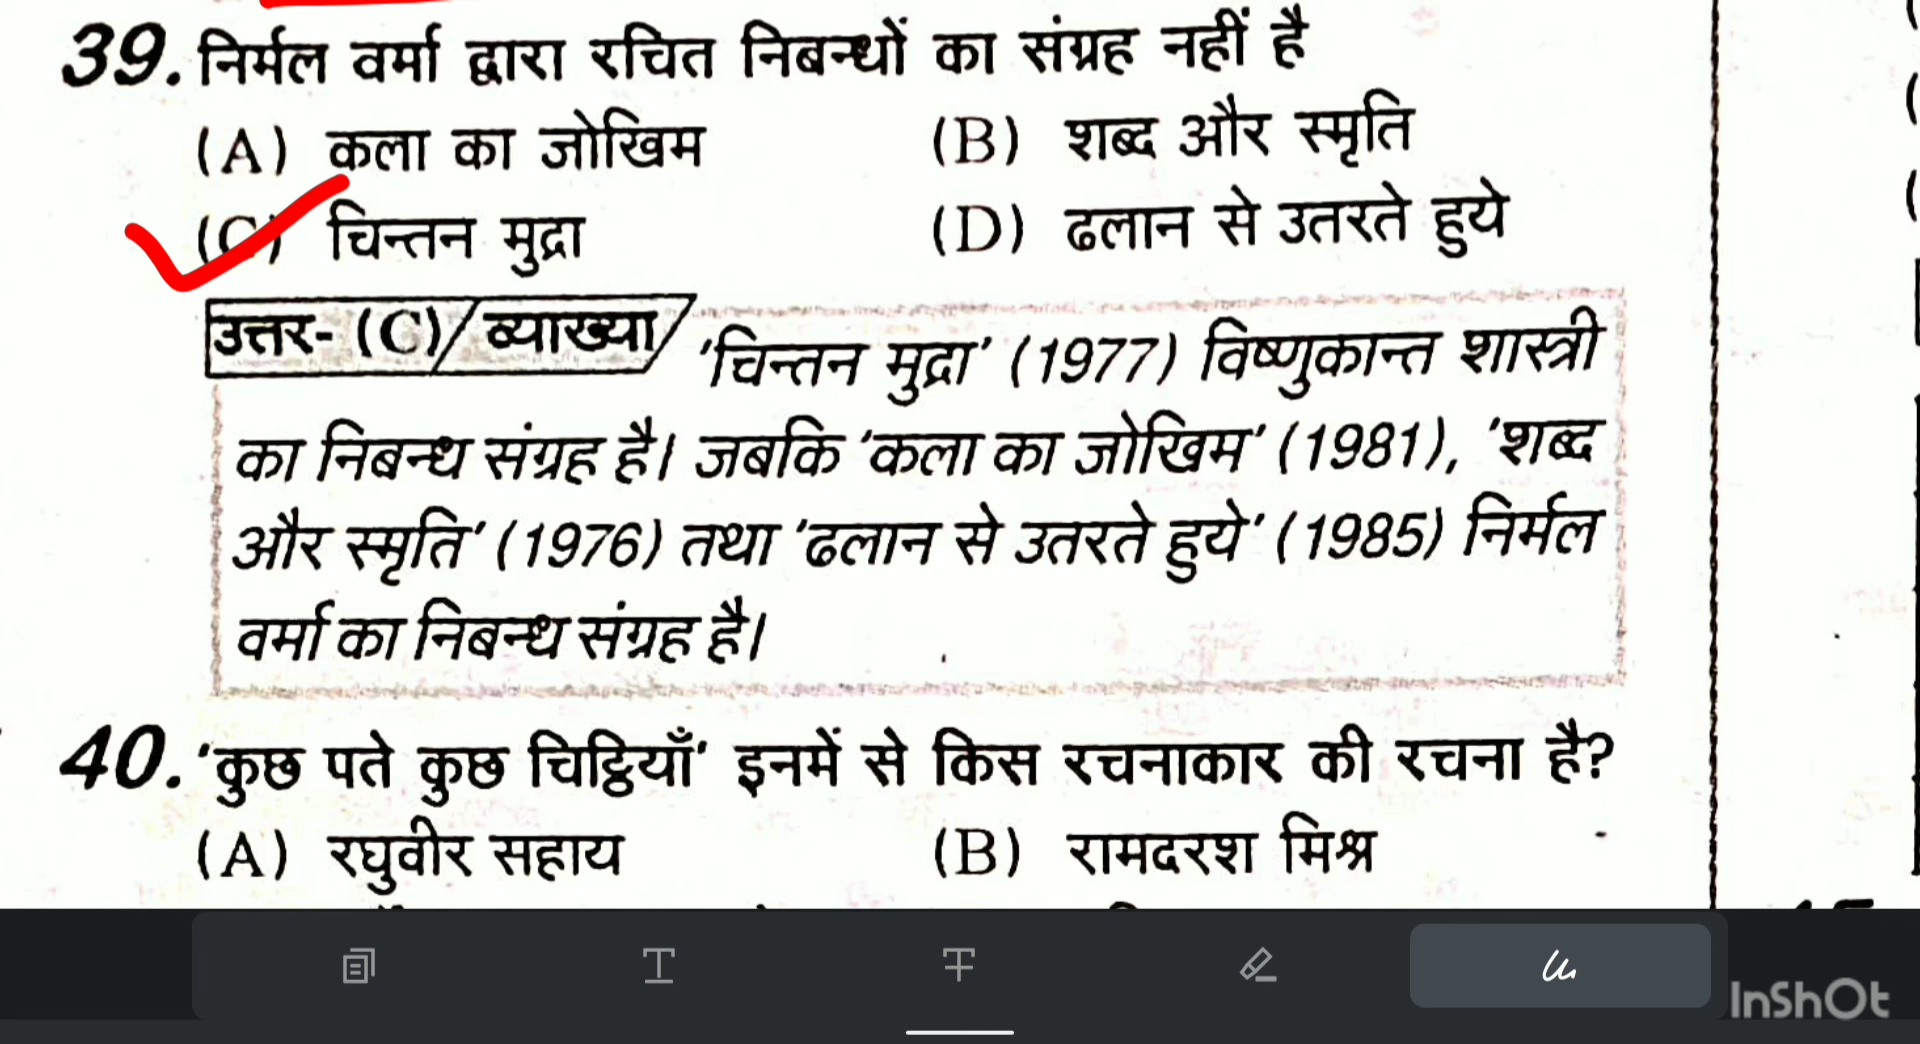 39. निर्मल वर्मा द्वारा रचित निबन्धों का संग्रह नहीं है
(A) कला का जोखिम (B) शब्द और स्मृति
(C) चिन्तन मुद्रा (D) ढलान से उतरते हुये
उत्तर- (C)/ व्याख्या/ 'चिन्तन मुद्रा' (1977) विष्णुकान्त शास्त्री
का निबन्ध संग्रह है। जबकि 'कला का जोखिम' (1981), 'शब्द
और स्मृति' (1976) तथा 'ढलान से उतरते हुये' (1985) निर्मल
वर्मा का निबन्ध संग्रह है।
40. 'कुछ पते कुछ चिट्ठियाँ' इनमें से किस रचनाकार की रचना है?
(A) रघुवीर सहाय (B) रामदरश मिश्र
InShOt